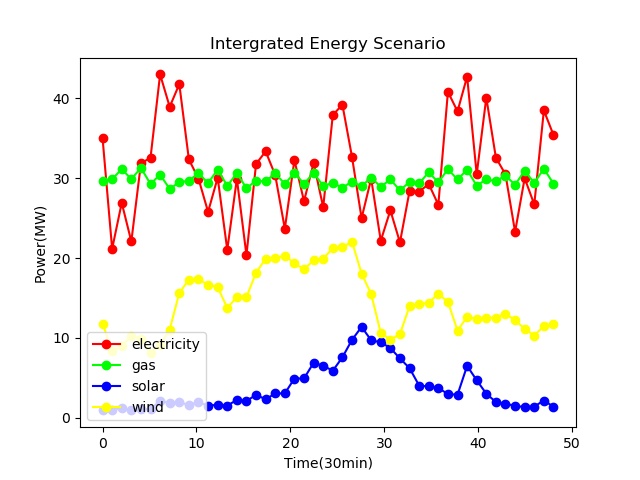 Intergrated Energy Scenario
Power(MW)
40
30
20
10
0
electricity
gas
solar
wind
0 10 20 30 40 50
Time(30min)